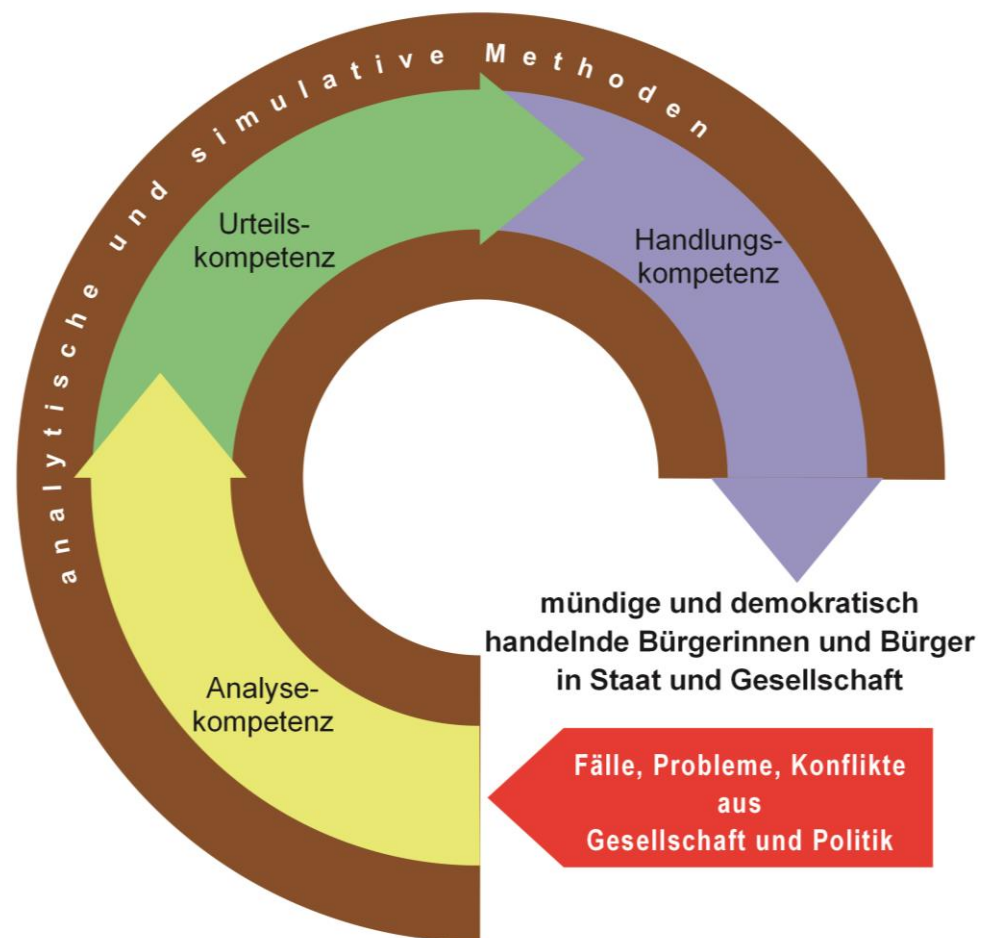 analytische und simulative Methoden
Urteils-
kompetenz
Handlungs-
kompetenz
Analyse-
kompetenz
mündige und demokratisch
handelnde Bürgerinnen und Bürger
in Staat und Gesellschaft
Fälle, Probleme, Konflikte
aus
Gesellschaft und Politik